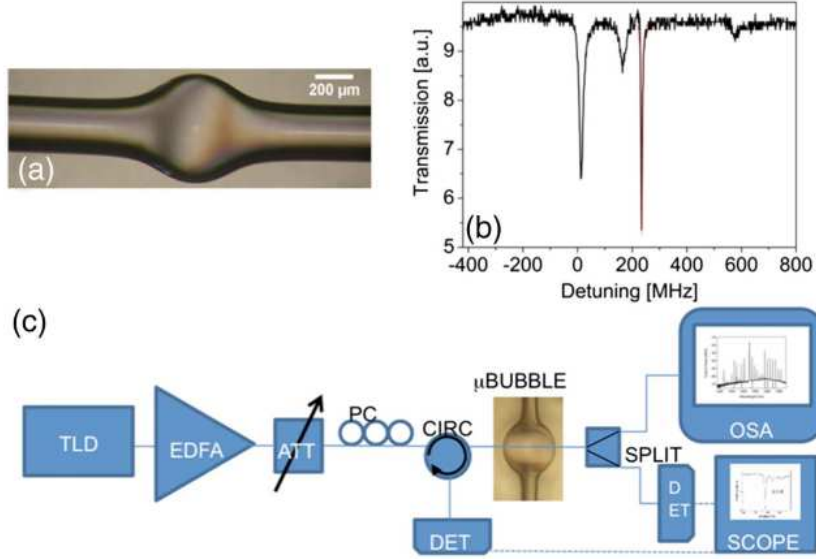 (a)
200 μm
(b)
Transmission [a.u.]
9
8
7
6
5
-400 -200 0 200 400 600 800
Detuning [MHz]
(c)
TLD
EDFA
ATT
PC
CIRC
μBUBBLE
SPLIT
OSA
D
ET
DET
SCOPE